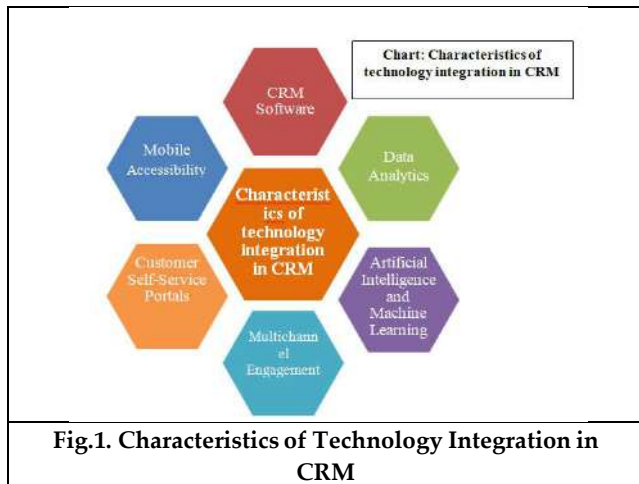 Chart: Characteristics of
technology integration in CRM
CRM
Software
Mobile
Accessibility
Data
Analytics
Characterist
ics of
technology
integration
in CRM
Customer
Self-Service
Portals
Artificial
Intelligence
and
Machine
Learning
Multichann
el
Engagement
Fig.1. Characteristics of Technology Integration in
CRM